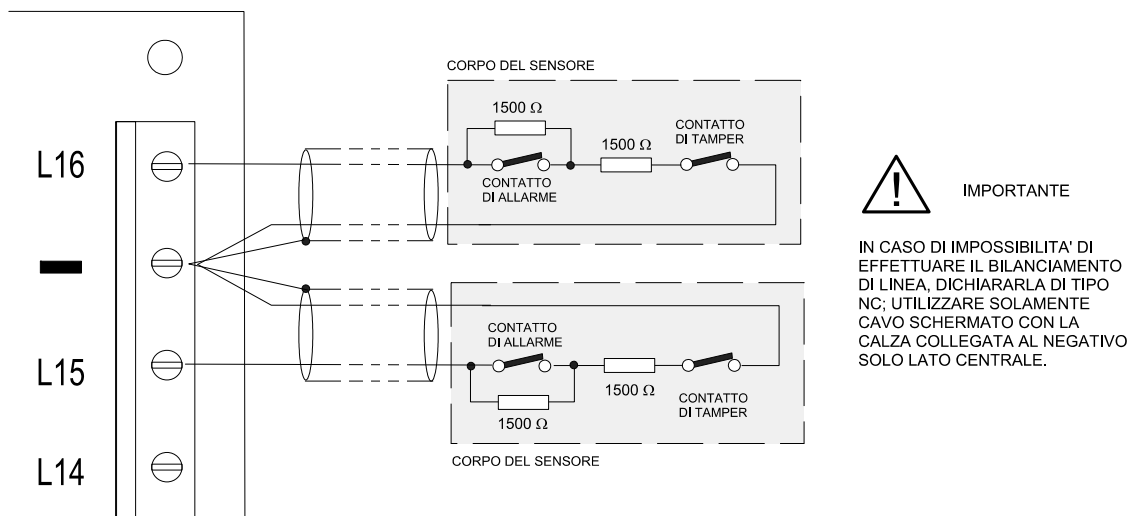 CORPO DEL SENSORE
1500 Ω
CONTATTO
DI TAMPER
1500 Ω
L16
CONTATTO
DI ALLARME
IMPORTANTE
IN CASO DI IMPOSSIBILITA' DI
EFFETTUARE IL BILANCIAMENTO
DI LINEA, DICHIARARLA DI TIPO
NC; UTILIZZARE SOLAMENTE
CAVO SCHERMATO CON LA
CALZA COLLEGATA AL NEGATIVO
SOLO LATO CENTRALE.
CONTATTO
DI ALLARME
L15
1500 Ω
CONTATTO
DI TAMPER
1500 Ω
CORPO DEL SENSORE
L14